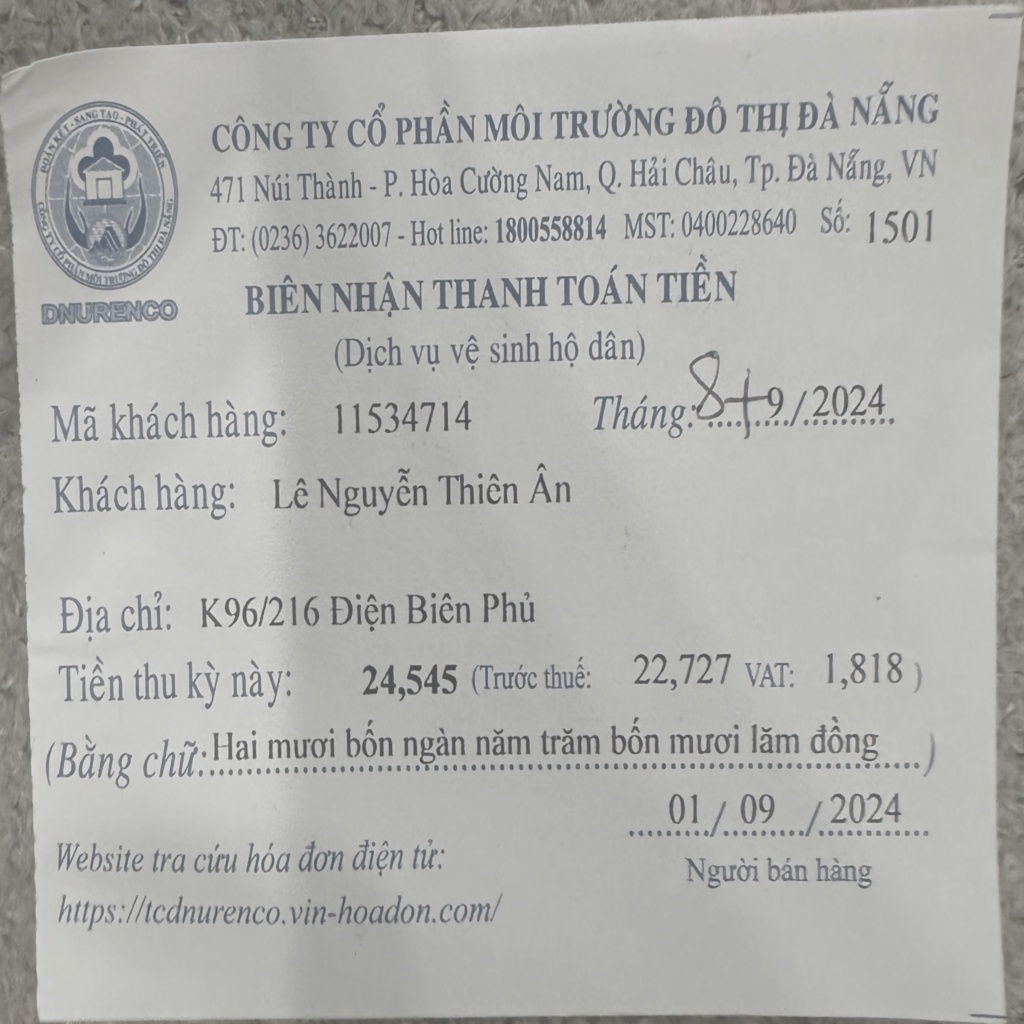 ĐOÀN KẾT - SANG TẠO - PHÁT TRIỂN
CÔNG TY CỔ PHẦN MÔI TRƯỜNG ĐÔ THỊ ĐÀ NẴNG
DNURENCO
CÔNG TY CỔ PHẦN MÔI TRƯỜNG ĐÔ THỊ ĐÀ NẴNG
471 Núi Thành - P. Hòa Cường Nam, Q. Hải Châu, Tp. Đà Nẵng, VN
ĐT: (0236) 3622007 - Hot line: 1800558814 MST: 0400228640 Số: 1501
BIÊN NHẬN THANH TOÁN TIỀN
(Dịch vụ vệ sinh hộ dân)
Mã khách hàng: 11534714 Tháng: 8+9/2024
Khách hàng: Lê Nguyễn Thiên Ân
Địa chỉ: K96/216 Điện Biên Phủ
Tiền thu kỳ này: 24,545 (Trước thuế: 22,727 VAT: 1,818 )
(Bằng chữ: Hai mươi bốn ngàn năm trăm bốn mươi lăm đồng )
01 / 09 / 2024
Người bán hàng
Website tra cứu hóa đơn điện tử:
https://tcdnurenco.vin-hoadon.com/